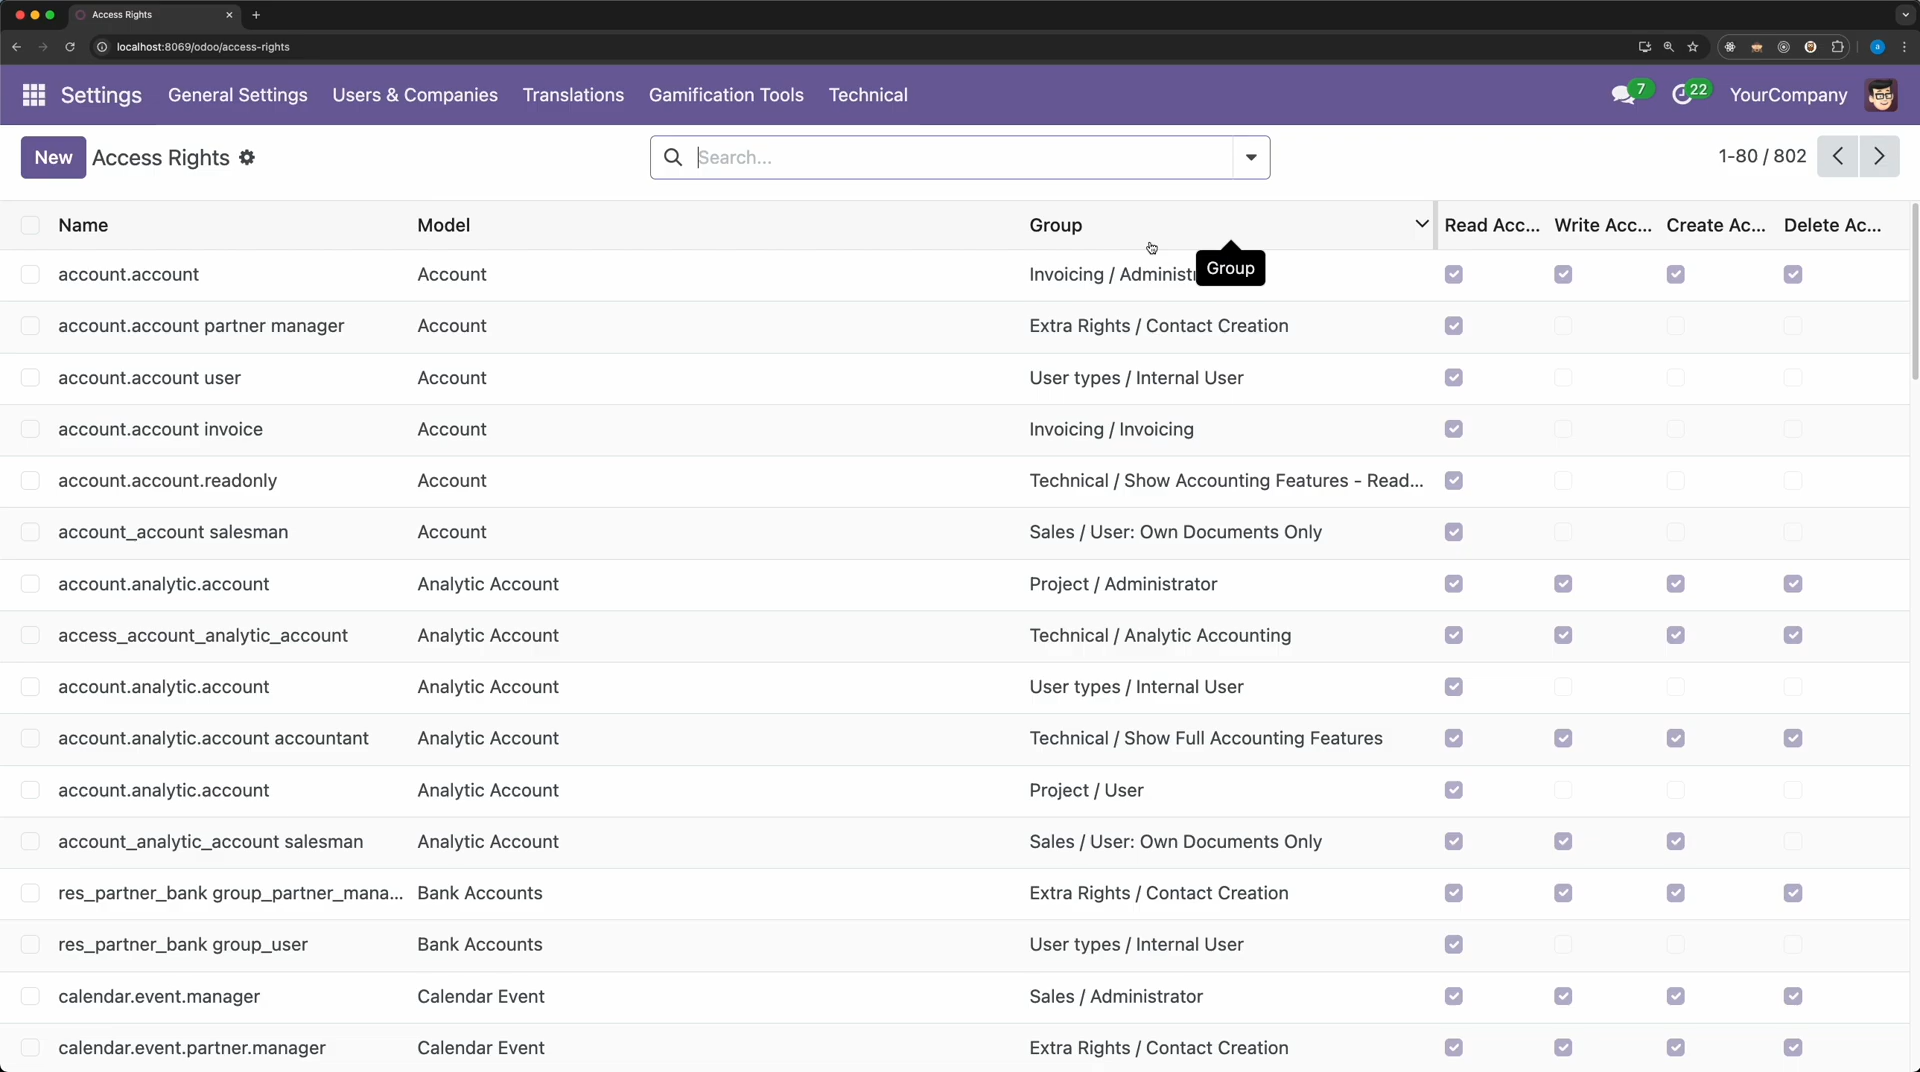 Access Rights
localhost:8069/odoo/access-rights
a
Settings General Settings Users & Companies Translations Gamification Tools Technical 7 22 YourCompany
New Access Rights Search... 1-80 / 802
Name Model Group Read Acc... Write Acc... Create Ac... Delete Ac...
Group
account.account Account Invoicing /
account.account partner manager Account Extra Rights / Contact Creation
account.account user Account User types / Internal User
account.account invoice Account Invoicing / Invoicing
account.account.readonly Account Technical / Show Accounting Features - Read...
account_account salesman Account Sales / User: Own Documents Only
account.analytic.account Analytic Account Project / Administrator
access_account_analytic_account Analytic Account Technical / Analytic Accounting
account.analytic.account Analytic Account User types / Internal User
account.analytic.account accountant Analytic Account Technical / Show Full Accounting Features
account.analytic.account Analytic Account Project / User
account_analytic_account salesman Analytic Account Sales / User: Own Documents Only
res_partner_bank group_partner_mana... Bank Accounts Extra Rights / Contact Creation
res_partner_bank group_user Bank Accounts User types / Internal User
calendar.event.manager Calendar Event Sales / Administrator
calendar.event.partner.manager Calendar Event Extra Rights / Contact Creation